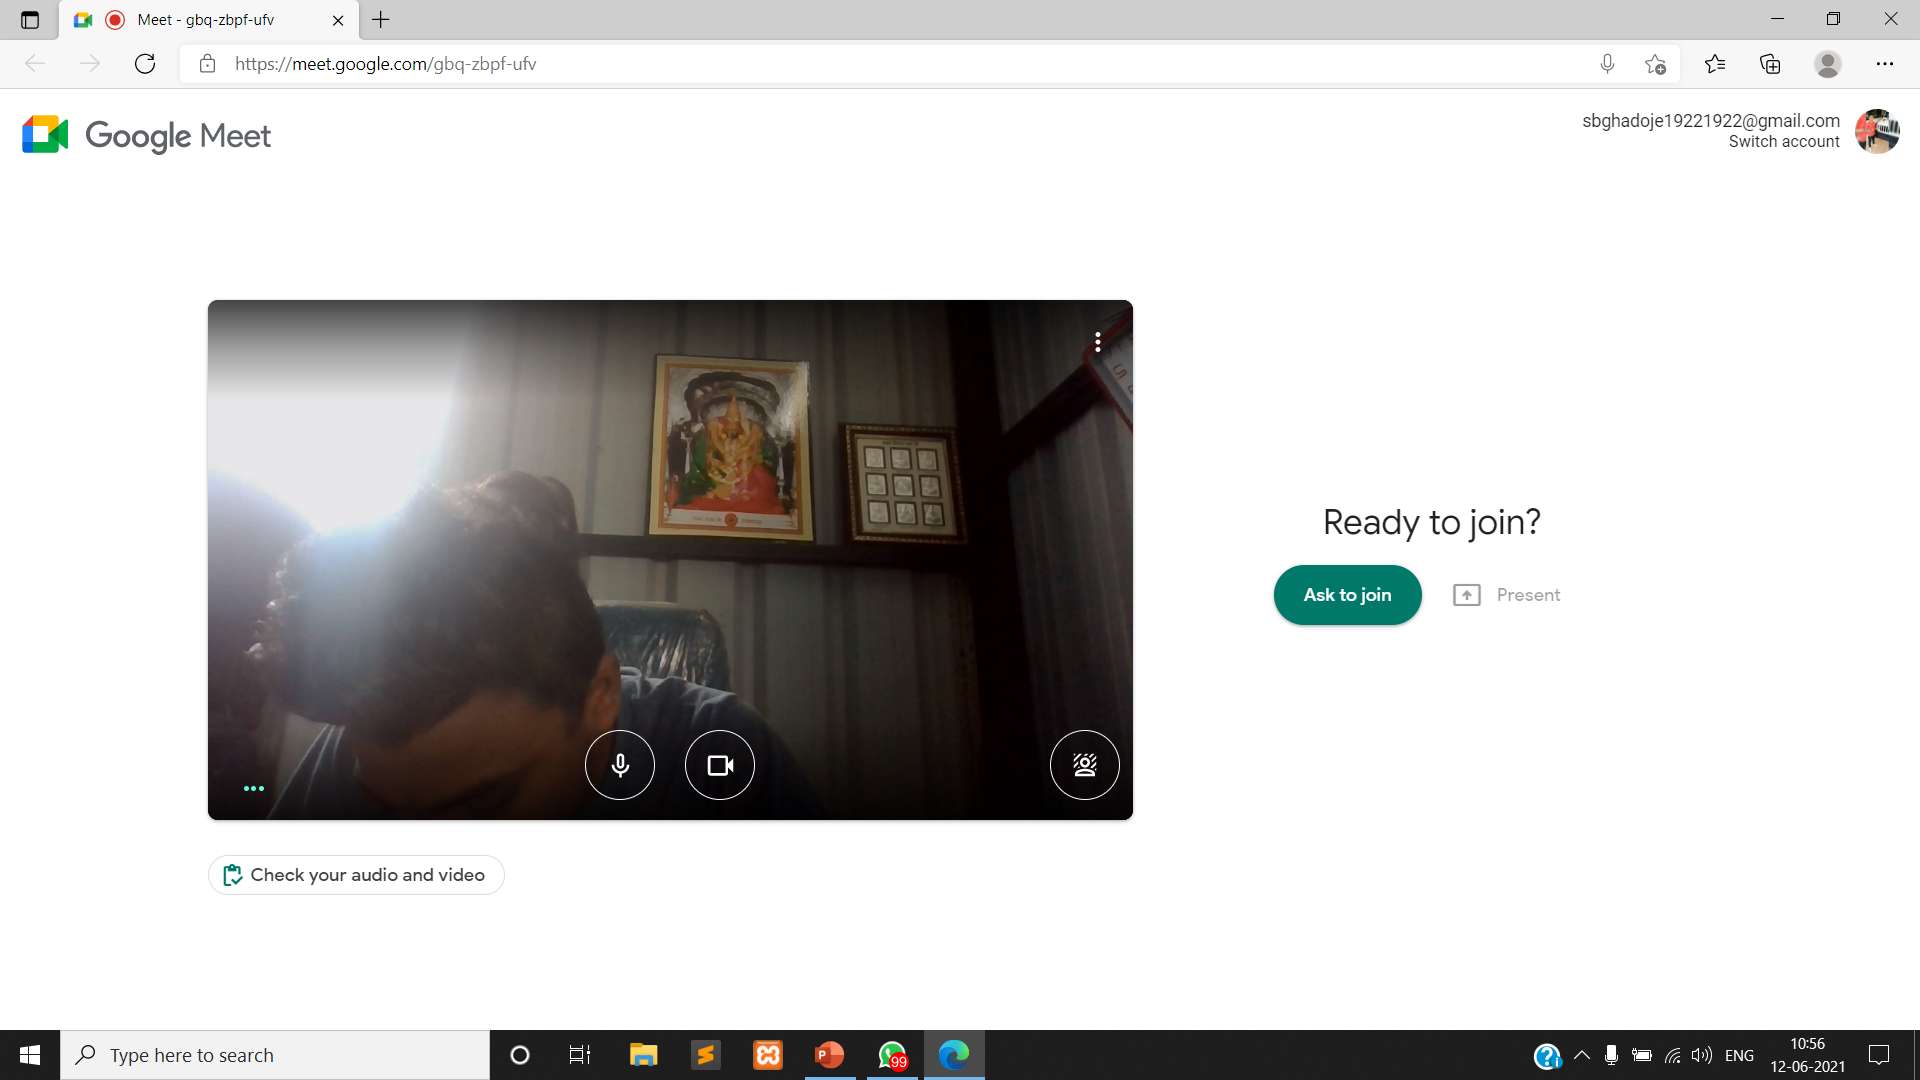 Meet - gbq-zbpf-ufv
https://meet.google.com/gbq-zbpf-ufv
Google Meet
sbghadoje19221922@gmail.com
Switch account
Ready to join?
Ask to join
Present
Check your audio and video
Type here to search
99
ENG
10:56
12-06-2021